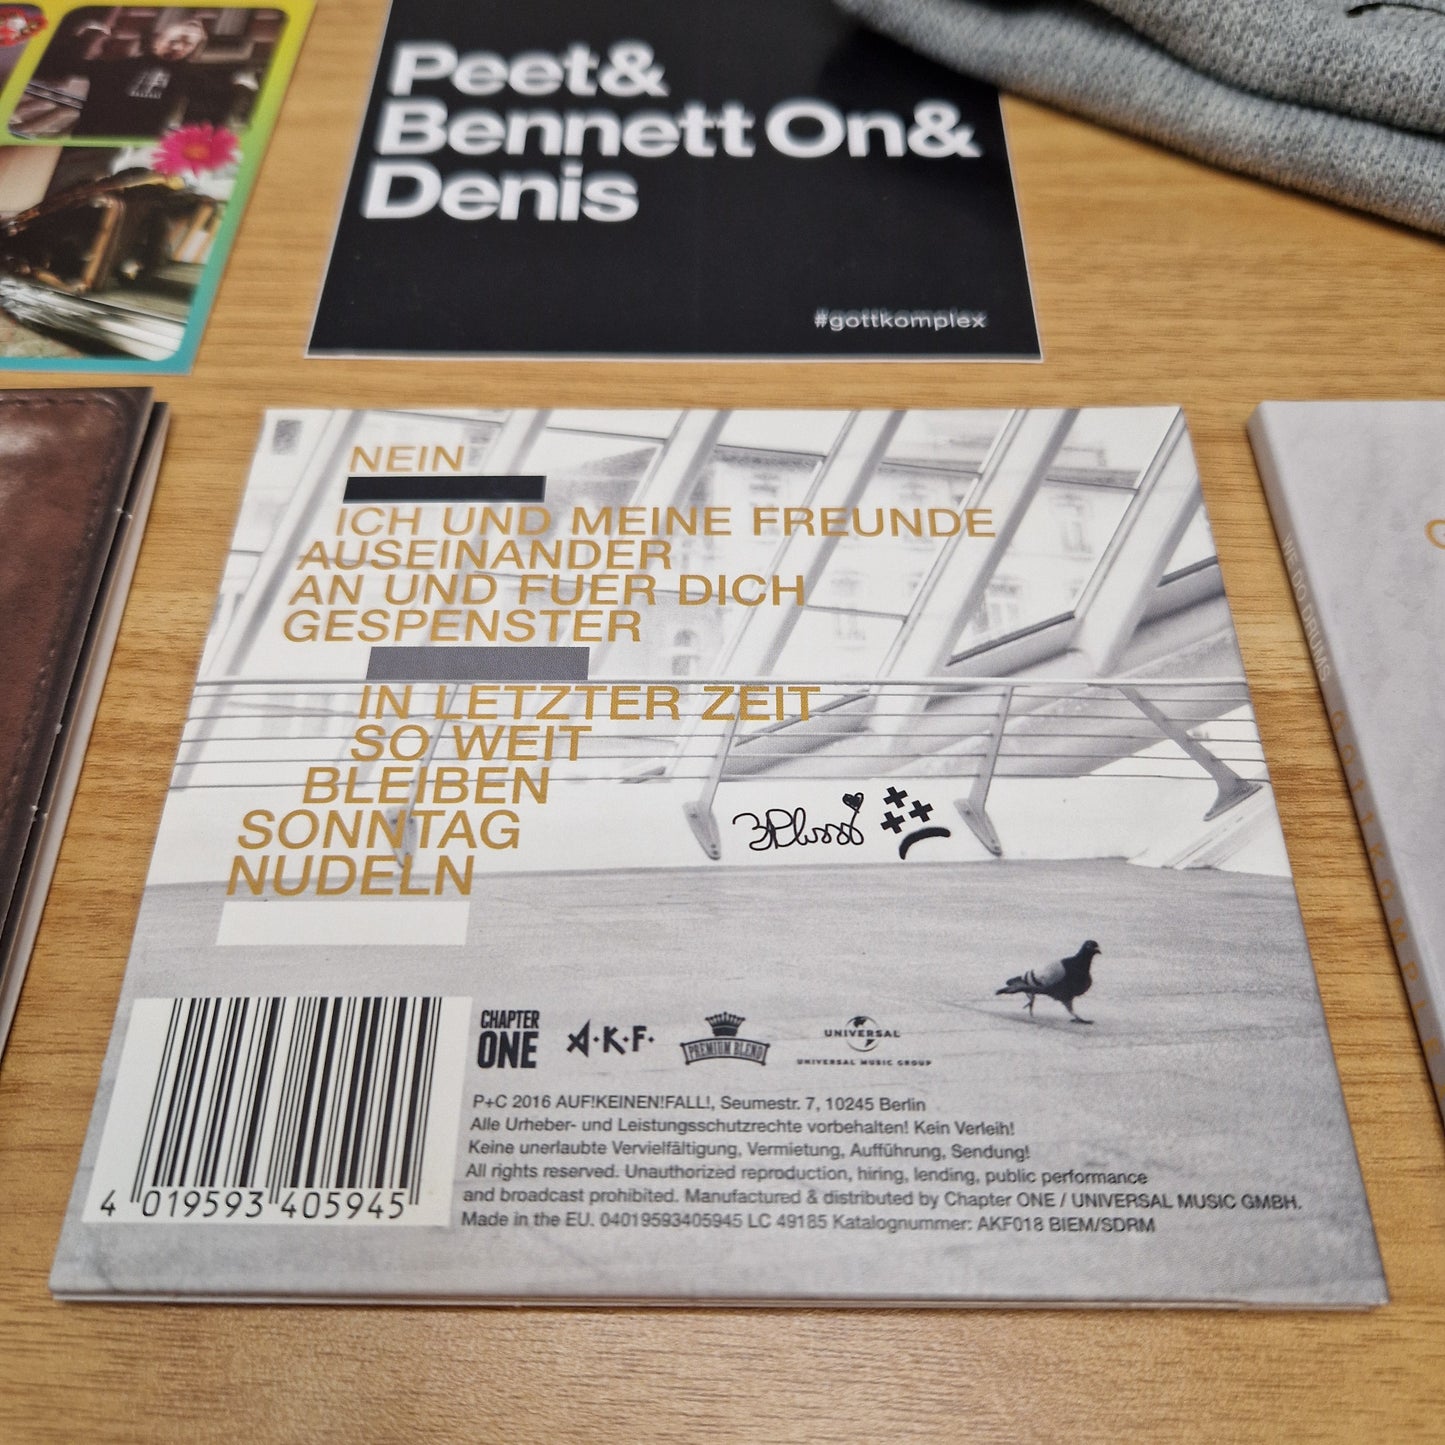 Peet&
Bennett On&
Denis
#gottkomplex
NEIN
ICH UND MEINE FREUNDE
AUSEINANDER
AN UND FUER DICH
GESPENSTER
IN LETZTER ZEIT
SO WEIT
BLEIBEN
SONNTAG
NUDELN
3Plusss
CHAPTER
ONE
A.K.F.
PREMIUM BLEND
UNIVERSAL
UNIVERSAL MUSIC GROUP
4 019593 405945
P+C 2016 AUF!KEINEN!FALL!, Seumestr. 7, 10245 Berlin
Alle Urheber- und Leistungsschutzrechte vorbehalten! Kein Verleih!
Keine unerlaubte Vervielfältigung, Vermietung, Aufführung, Sendung!
All rights reserved. Unauthorized reproduction, hiring, lending, public performance
and broadcast prohibited. Manufactured & distributed by Chapter ONE / UNIVERSAL MUSIC GMBH.
Made in the EU. 04019593405945 LC 49185 Katalognummer: AKF018 BIEM/SDRM
WE DO DRUMS GOTTKOMPLEX
G